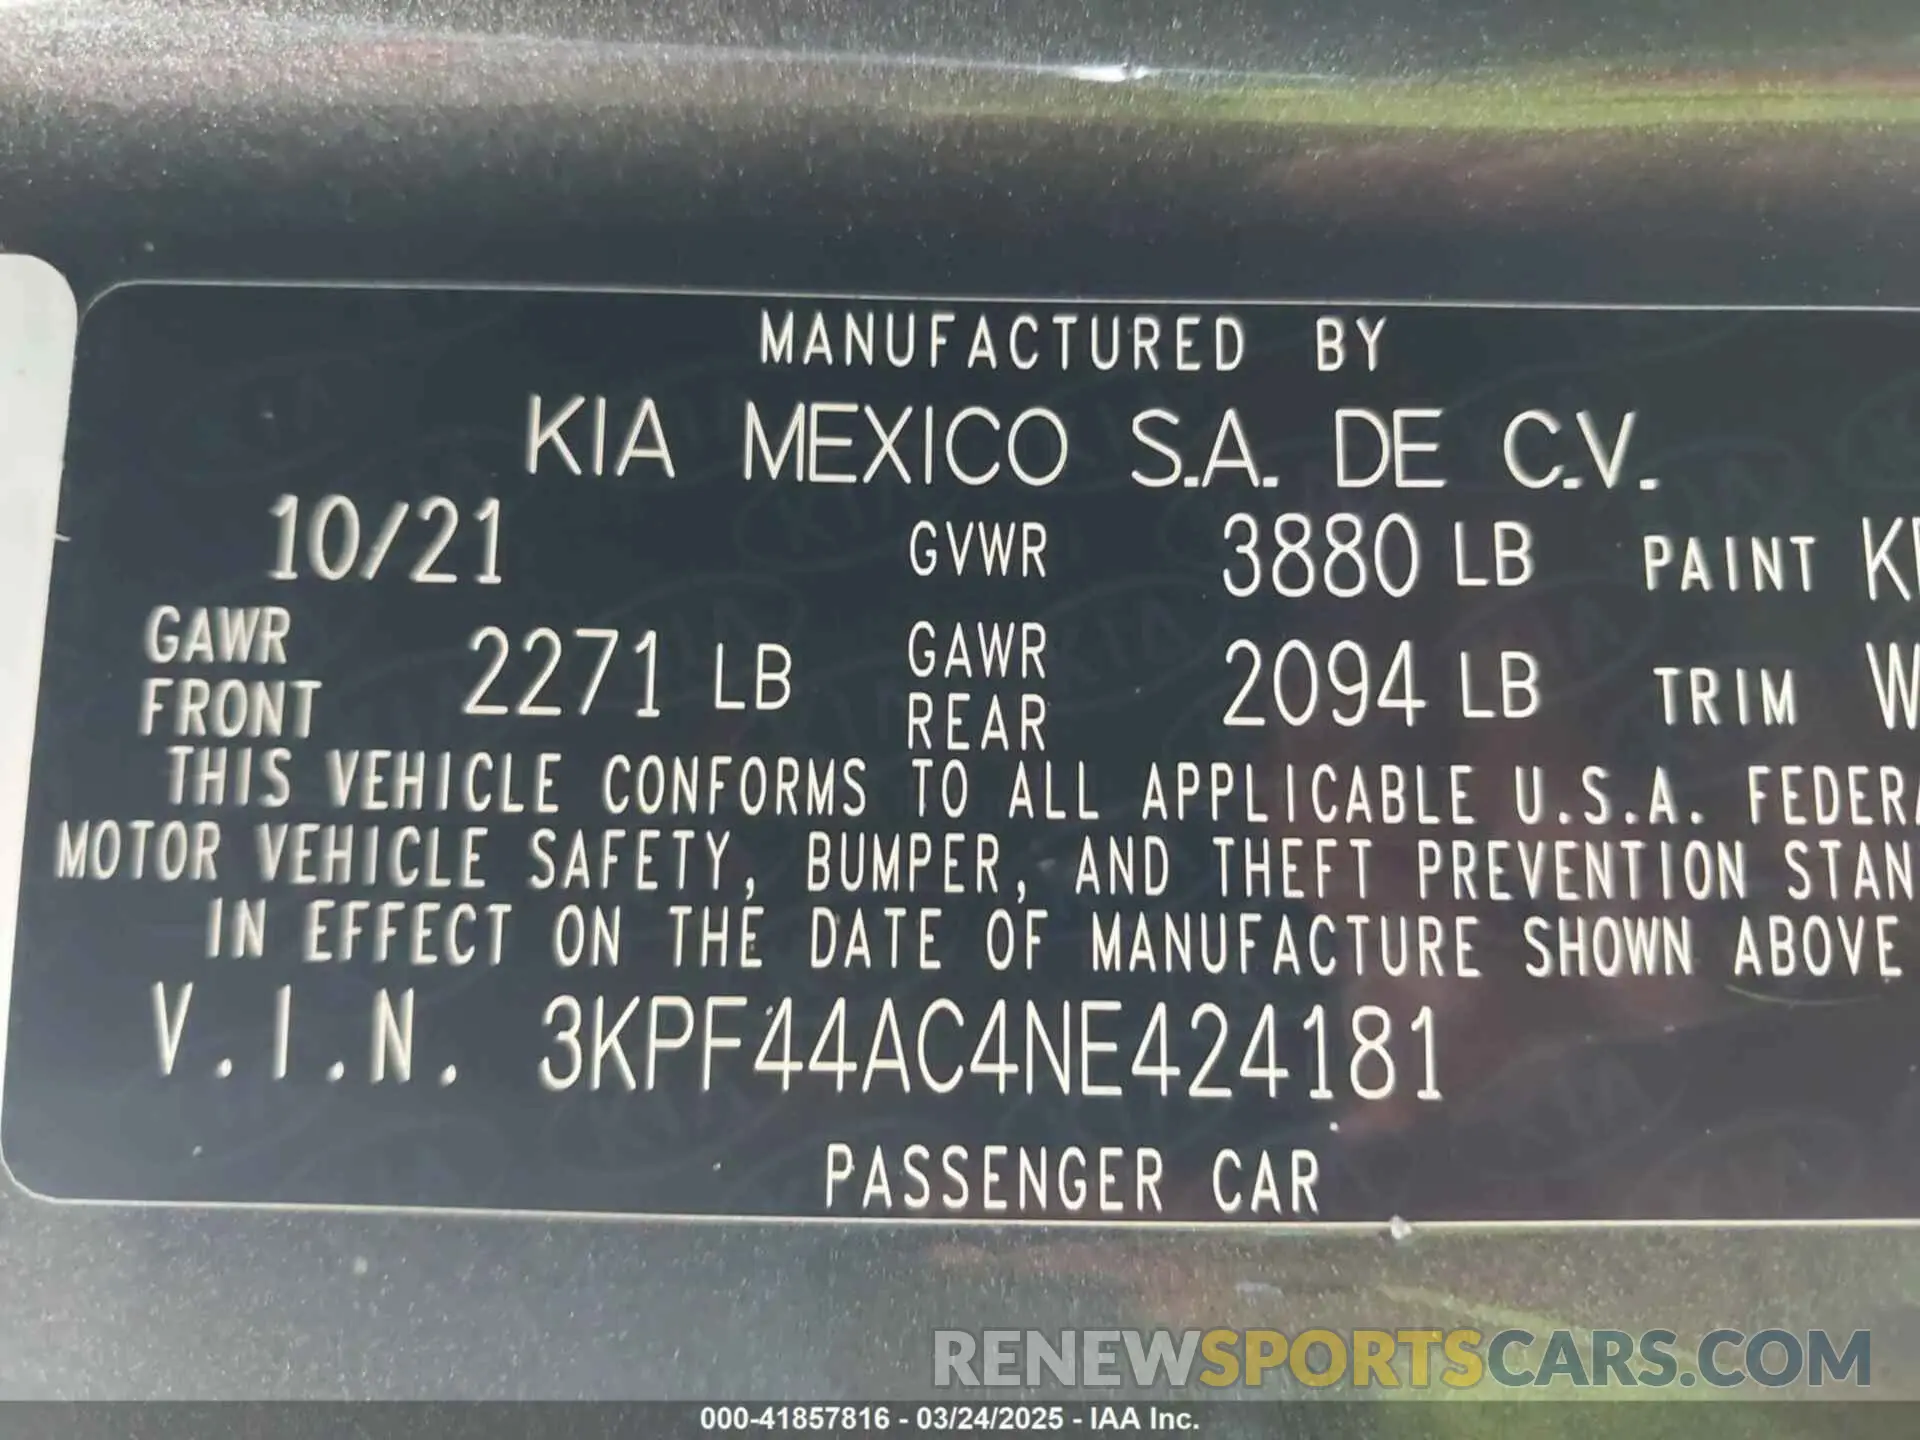 MANUFACTURED BY
KIA MEXICO S.A. DE C.V.
10/21 GVWR 3880 LB PAINT
GAWR FRONT 2271 LB GAWR REAR 2094 LB TRIM
THIS VEHICLE CONFORMS TO ALL APPLICABLE U.S.A.
MOTOR VEHICLE SAFETY, BUMPER, AND THEFT PREVENTION
IN EFFECT ON THE DATE OF MANUFACTURE SHOWN ABOVE
V.I.N. 3KPF44AC4NE424181
PASSENGER CAR
RENEWSPORTSCARS.COM
000-41857816 - 03/24/2025 - IAA Inc.